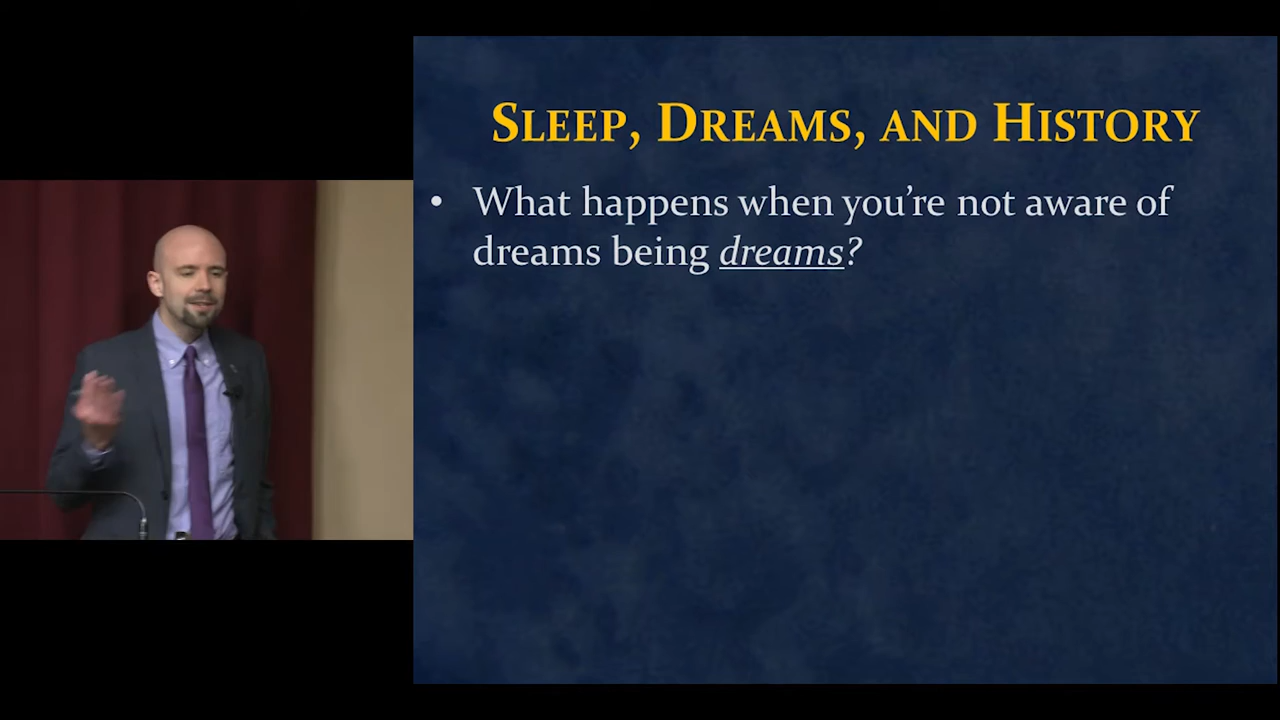 SLEEP, DREAMS, AND HISTORY
• What happens when you're not aware of
dreams being dreams?